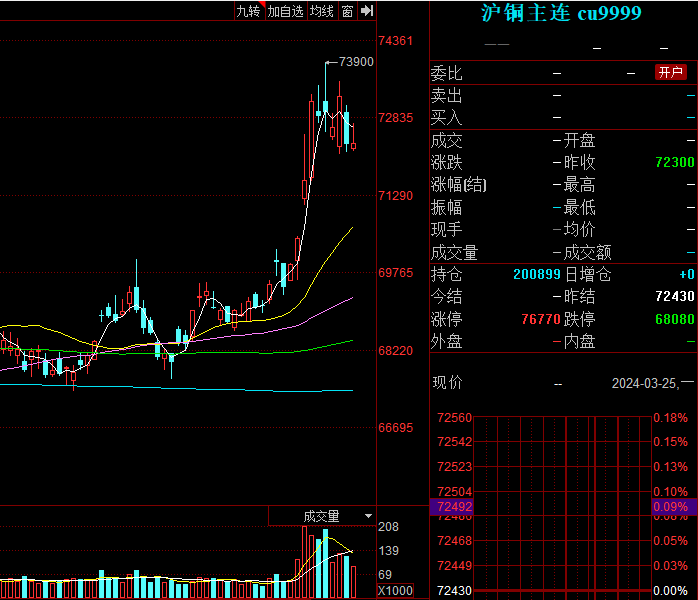 九转 加自选 均线 窗
沪铜主连 cu9999
74361
73900
72835
71290
69765
68220
66695
成交量
208
139
69
X1000
—— — —
委比 — — 开户
卖出 — —
买入 — —
成交 — 开盘 —
涨跌 — 昨收 72300
涨幅(结) — 最高 —
振幅 — 最低 —
现手 — 均价 —
成交量 — 成交额 —
持仓 200899 日增仓 +0
今结 — 昨结 72430
涨停 76770 跌停 68080
外盘 — 内盘 —
现价 -- 2024-03-25,一
72560 0.18%
72542 0.15%
72523 0.13%
72504 0.10%
72492 0.09%
72486 0.08%
72468 0.05%
72449 0.03%
72430 0.00%